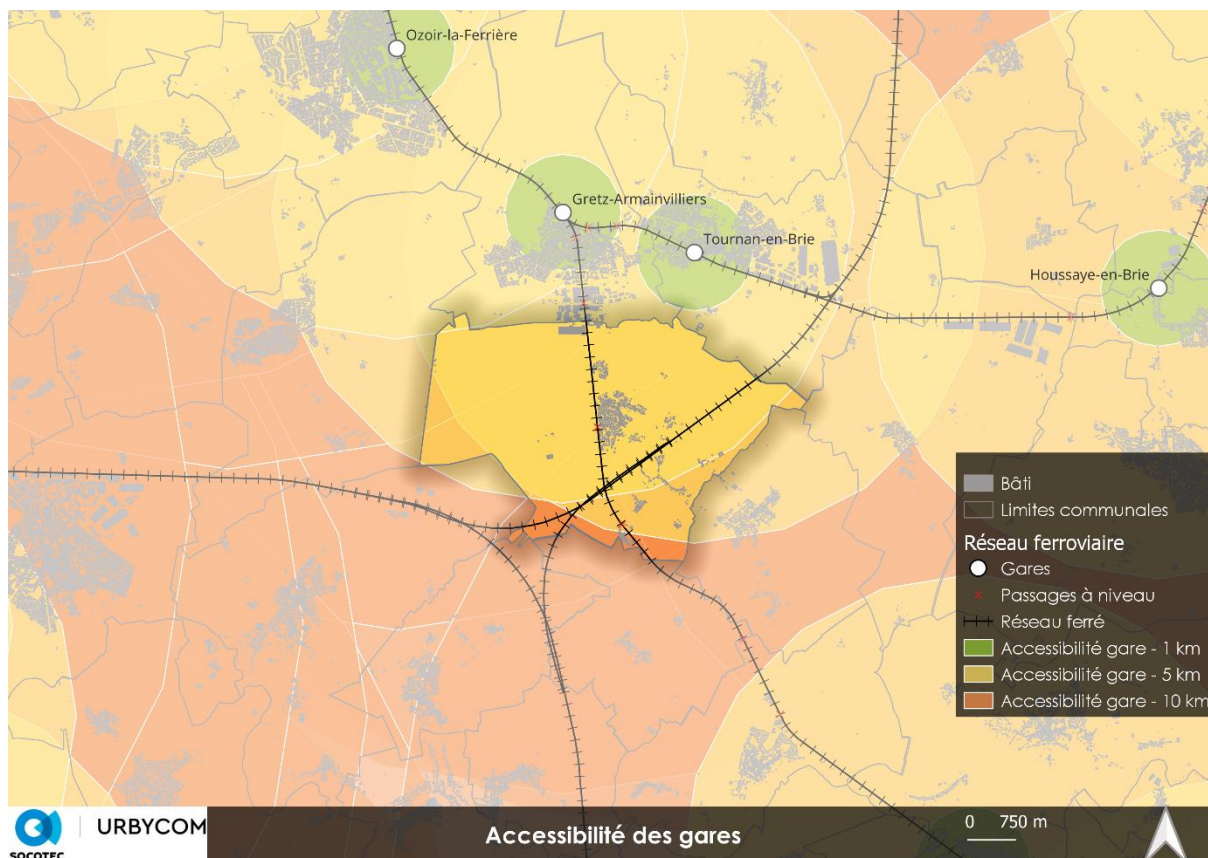 Ozoir-la-Ferrière
Gretz-Armainvilliers
Tournan-en-Brie
Houssaye-en-Brie
Bâti
Limites communales
Réseau ferroviaire
Gares
Passages à niveau
Réseau ferré
Accessibilité gare - 1 km
Accessibilité gare - 5 km
Accessibilité gare - 10 km
SOCOTEC
URBYCOM
Accessibilité des gares
0 750 m